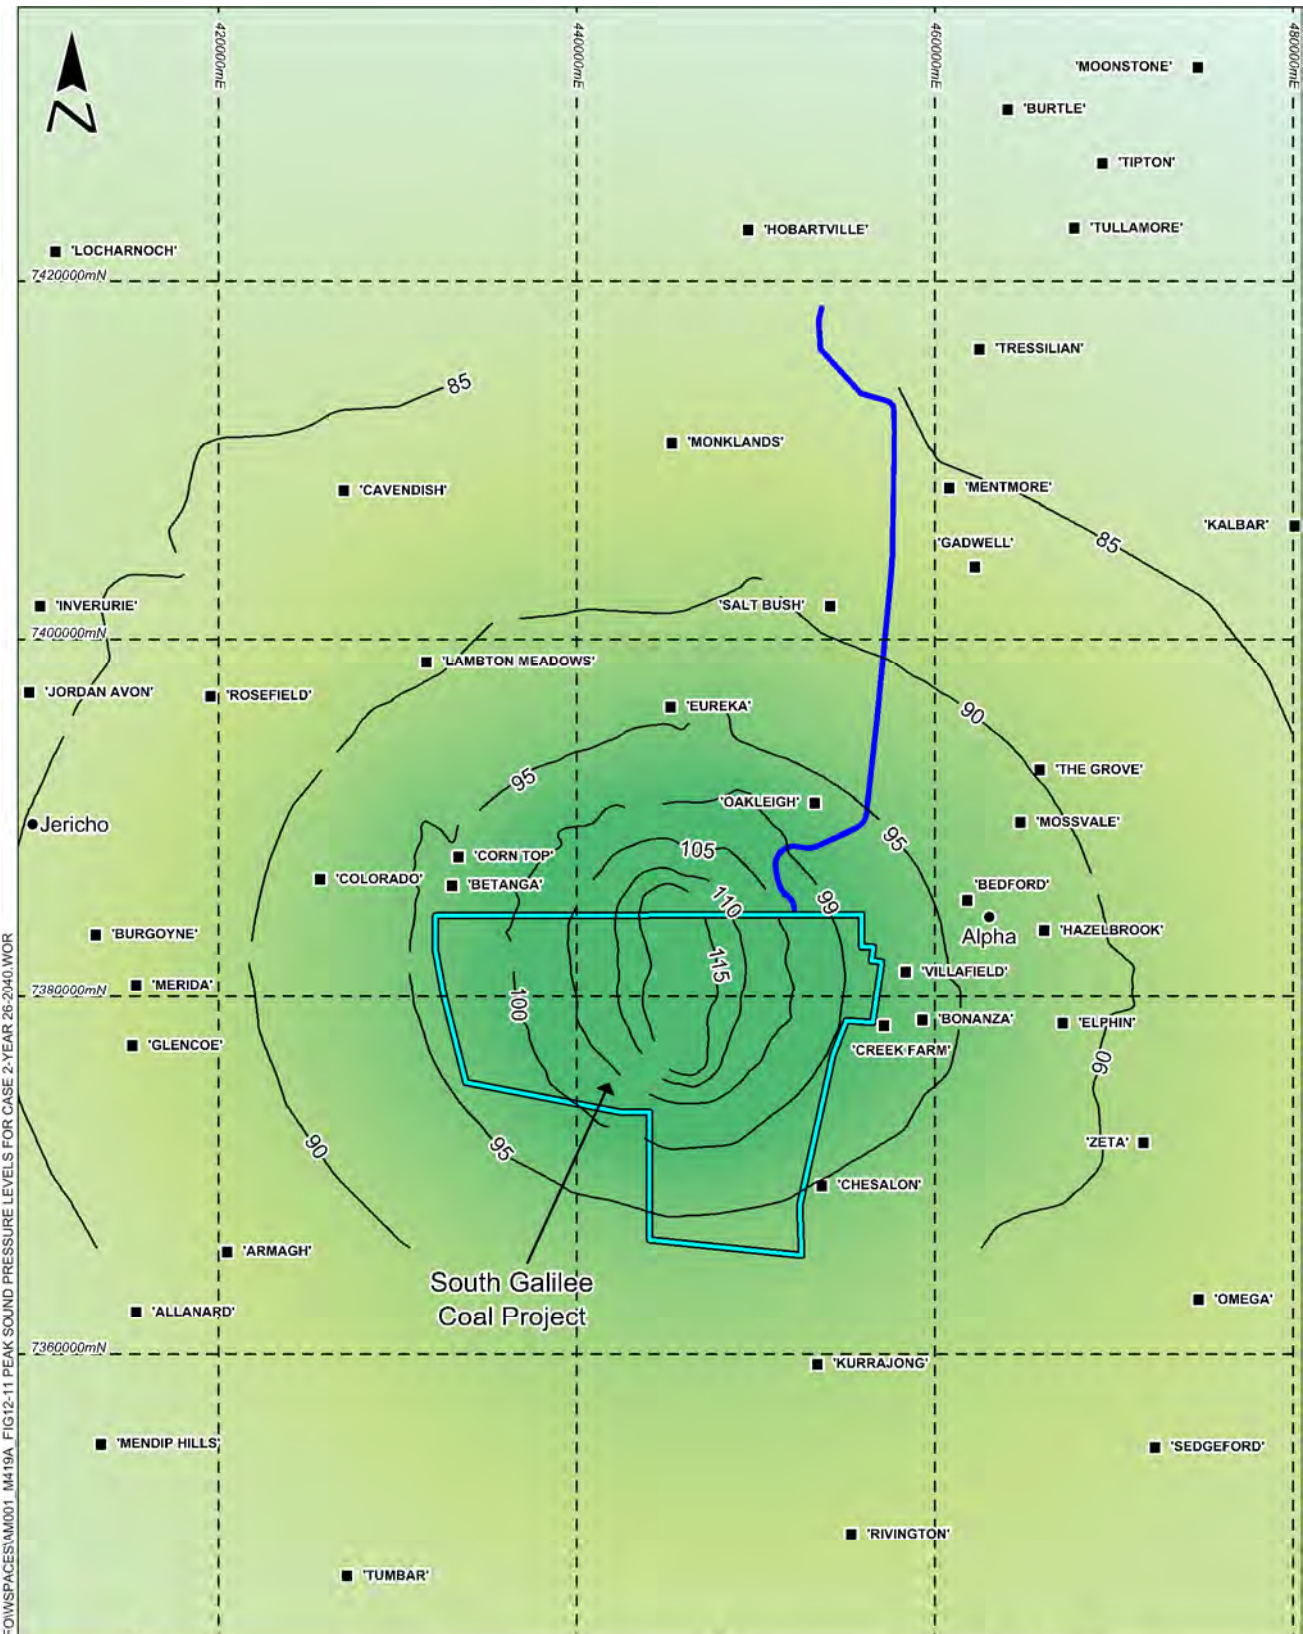 420000mE
440000mE
460000mE
480000mE
N
'MOONSTONE'
'BURTLE'
'TIPTON'
'HOBARTVILLE'
'TULLAMORE'
'LOCHARNOCH'
7420000mN
'TRESSILIAN'
85
'MONKLANDS'
'CAVENDISH'
'MENTMORE'
'KALBAR'
85
'GADWELL'
'INVERURIE'
'SALT BUSH'
7400000mN
'LAMBTON MEADOWS'
'JORDAN AVON'
'ROSEFIELD'
'EUREKA'
90
'THE GROVE'
95
'OAKLEIGH'
'MOSSVALE'
Jericho
95
105
'CORN TOP'
'COLORADO'
'BETANGA'
'BEDFORD'
110
99
'BURGOYNE'
Alpha
'HAZELBROOK'
115
'VILLAFIELD'
'MERIDA'
7380000mN
100
'BONANZA'
'ELPHIN'
'GLENCOE'
'CREEK FARM'
90
90
95
'ZETA'
'CHESALON'
'ARMAGH'
South Galilee
Coal Project
'ALLANARD'
'OMEGA'
7360000mN
'KURRAJONG'
'MENDIP HILLS'
'SEDGEFORD'
'RIVINGTON'
'TUMBAR'
FO\WSPACES\AM001_M419A_FIG12-11 PEAK SOUND PRESSURE LEVELS FOR CASE 2-YEAR 26-2040.WOR